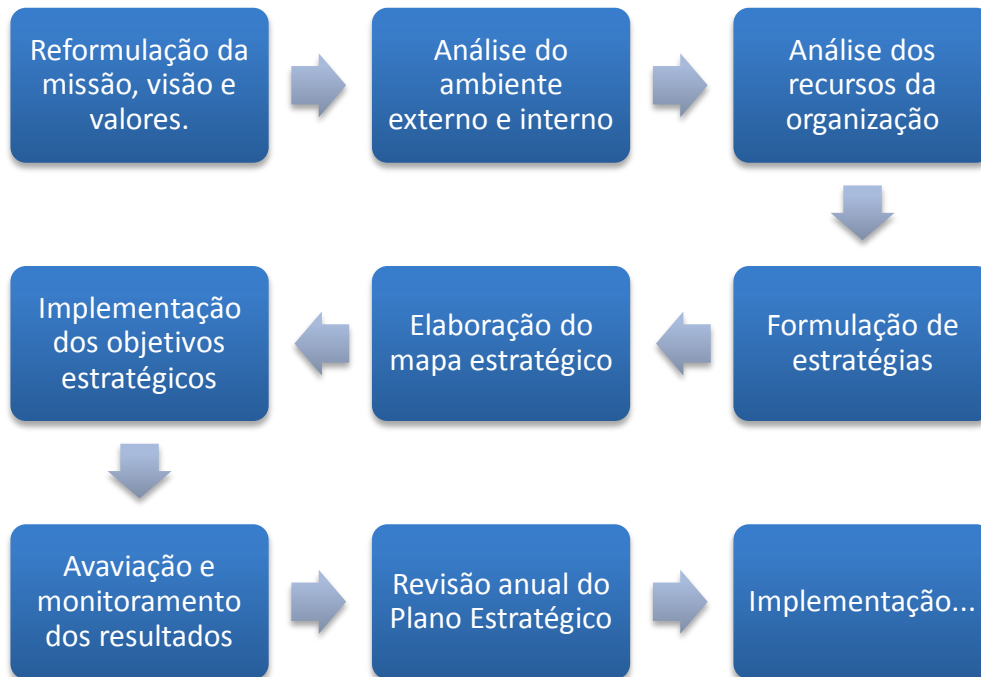 Reformulação da
missão, visão e
valores.
Análise do
ambiente
externo e interno
Análise dos
recursos da
organização
Formulação de
estratégias
Elaboração do
mapa estratégico
Implementação
dos objetivos
estratégicos
Avaviação e
monitoramento
dos resultados
Revisão anual do
Plano Estratégico
Implementação...